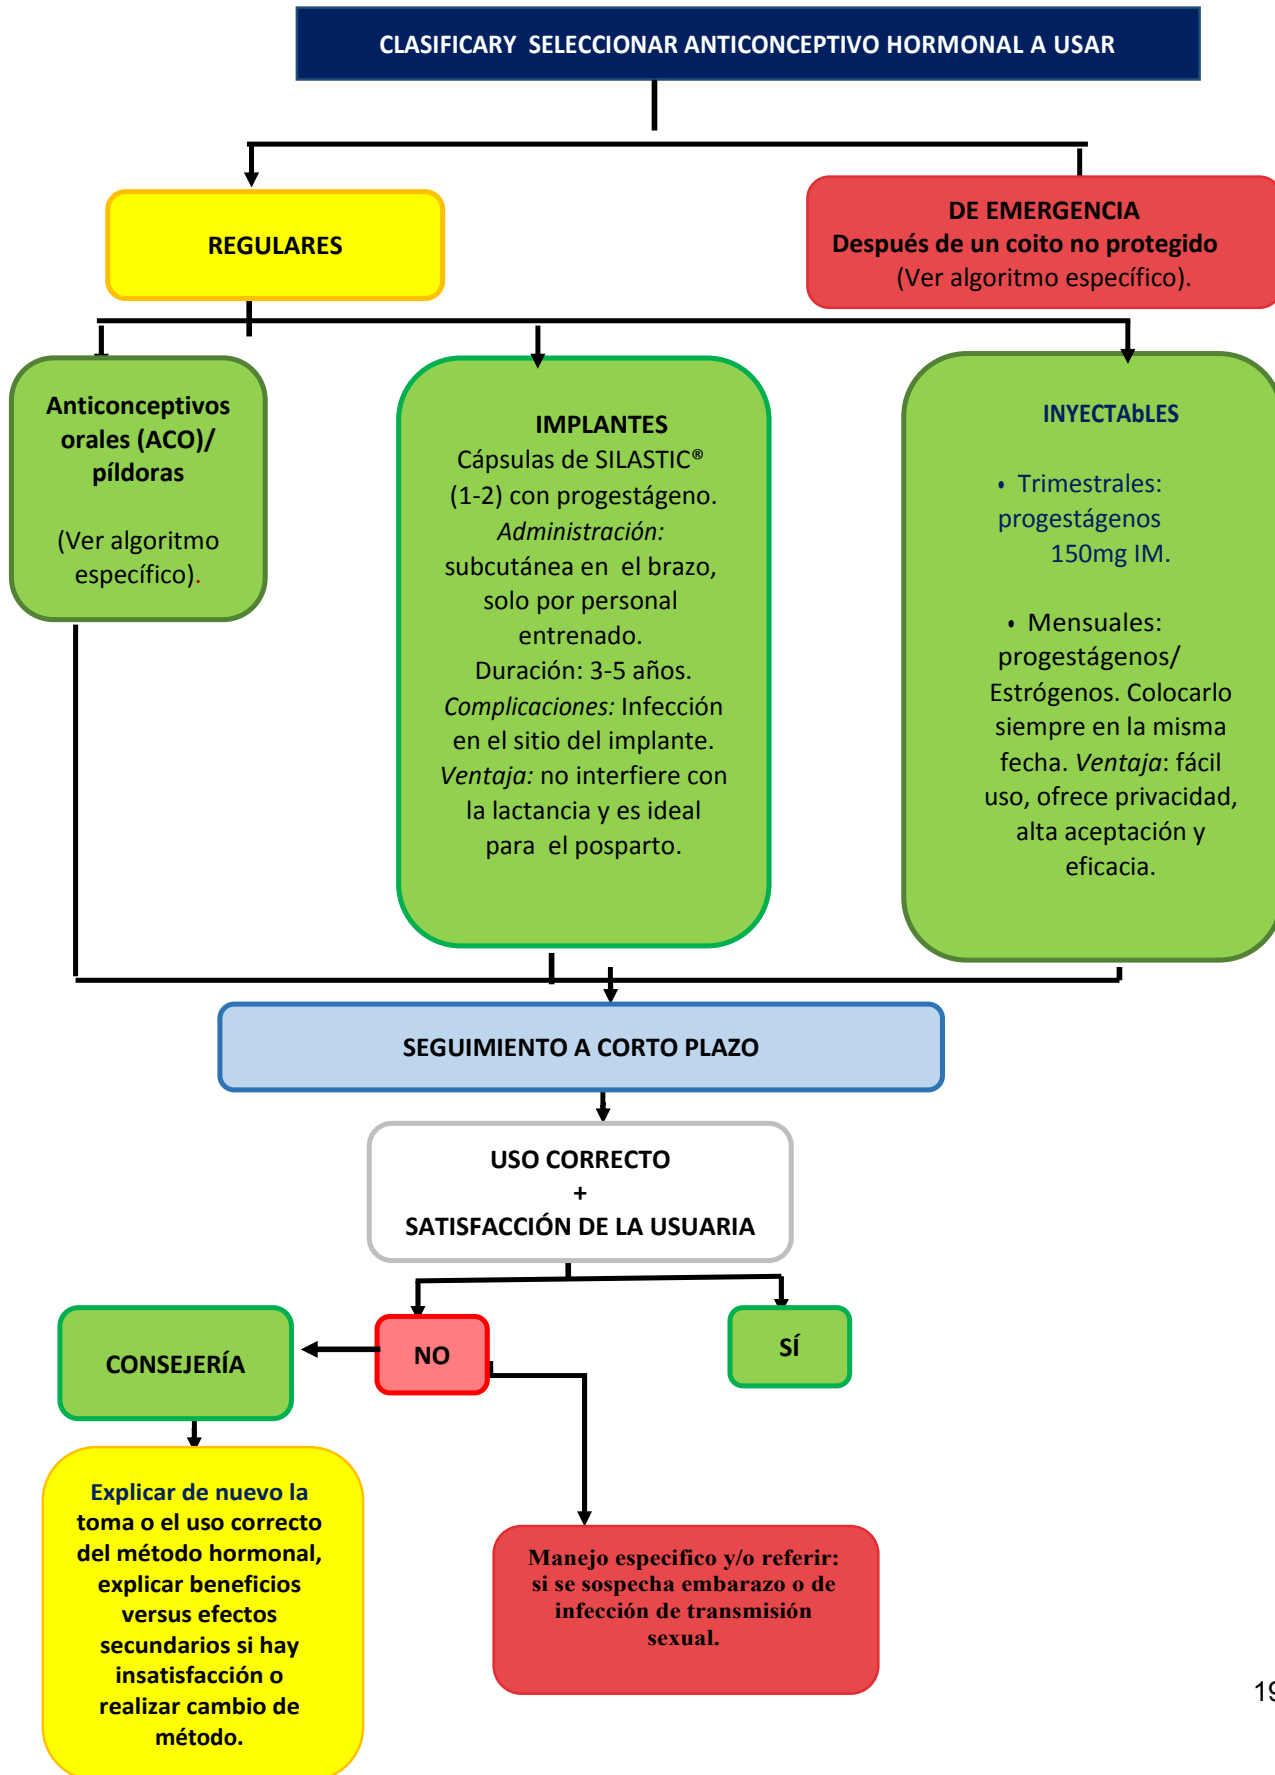 CLASIFICARY  SELECCIONAR ANTICONCEPTIVO HORMONAL A USAR
REGULARES
DE EMERGENCIA
Después de un coito no protegido
(Ver algoritmo específico).
Anticonceptivos
orales (ACO)/
píldoras
(Ver algoritmo
específico).
IMPLANTES
Cápsulas de SILASTIC®
(1-2) con progestágeno.
Administración:
subcutánea en  el brazo,
solo por personal
entrenado.
Duración: 3-5 años.
Complicaciones: Infección
en el sitio del implante.
Ventaja: no interfiere con
la lactancia y es ideal
para  el posparto.
INYECTAbLES
• Trimestrales:
progestágenos
150mg IM.
• Mensuales:
progestágenos/
Estrógenos. Colocarlo
siempre en la misma
fecha. Ventaja: fácil
uso, ofrece privacidad,
alta aceptación y
eficacia.
SEGUIMIENTO A CORTO PLAZO
USO CORRECTO
+
SATISFACCIÓN DE LA USUARIA
CONSEJERÍA
NO
SÍ
Explicar de nuevo la
toma o el uso correcto
del método hormonal,
explicar beneficios
versus efectos
secundarios si hay
insatisfacción o
realizar cambio de
método.
Manejo especifico y/o referir:
si se sospecha embarazo o de
infección de transmisión
sexual.
19